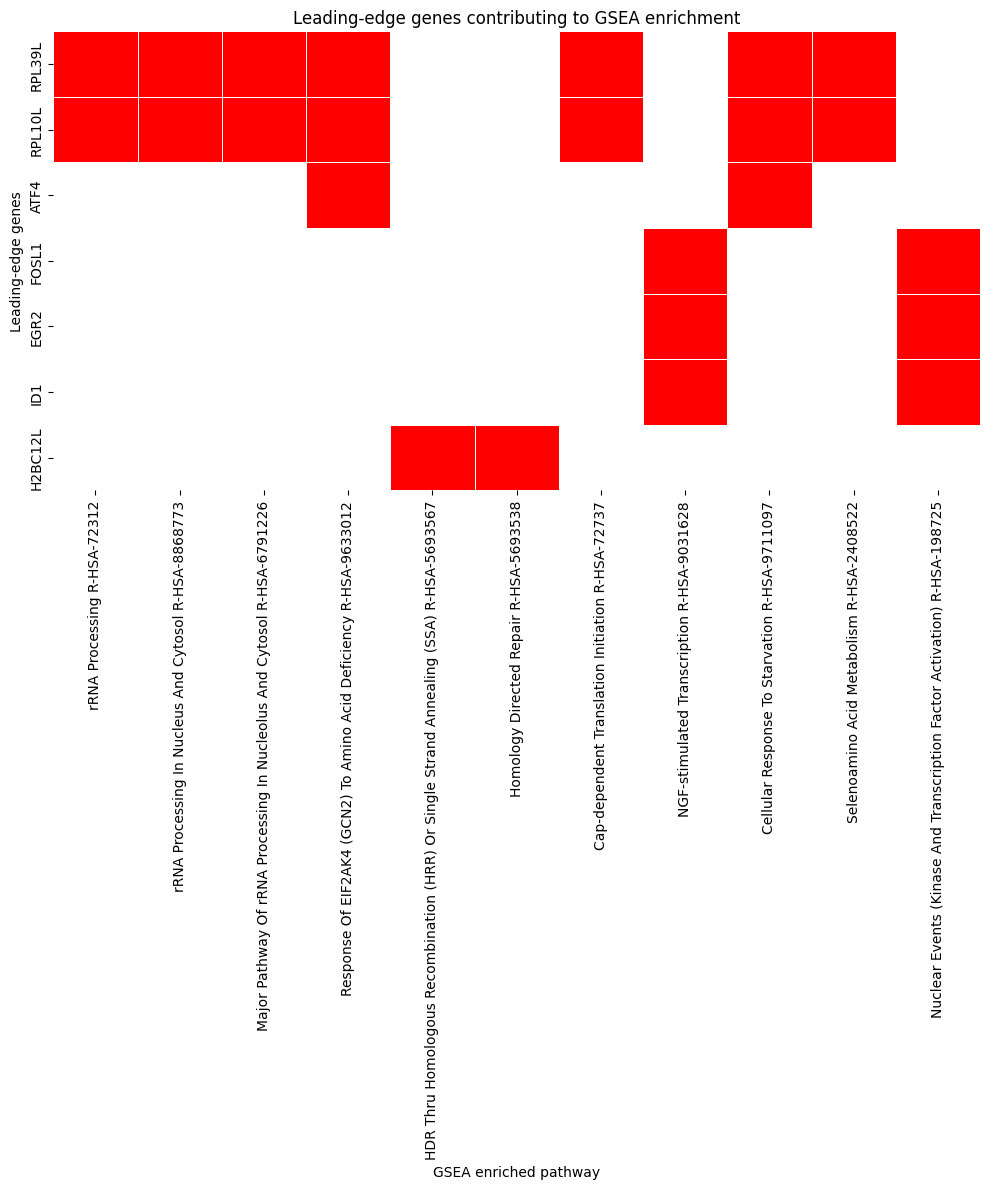 Leading-edge genes contributing to GSEA enrichment
Leading-edge genes
RPL39L
RPL10L
ATF4
FOSL1
EGR2
ID1
H2BC12L
rRNA Processing R-HSA-72312
rRNA Processing In Nucleus And Cytosol R-HSA-8868773
Major Pathway Of rRNA Processing In Nucleolus And Cytosol R-HSA-6791226
Response Of EIF2AK4 (GCN2) To Amino Acid Deficiency R-HSA-9633012
HDR Thru Homologous Recombination (HRR) Or Single Strand Annealing (SSA) R-HSA-5693567
Homology Directed Repair R-HSA-5693538
Cap-dependent Translation Initiation R-HSA-72737
NGF-stimulated Transcription R-HSA-9031628
Cellular Response To Starvation R-HSA-9711097
Selenoamino Acid Metabolism R-HSA-2408522
Nuclear Events (Kinase And Transcription Factor Activation) R-HSA-198725
GSEA enriched pathway